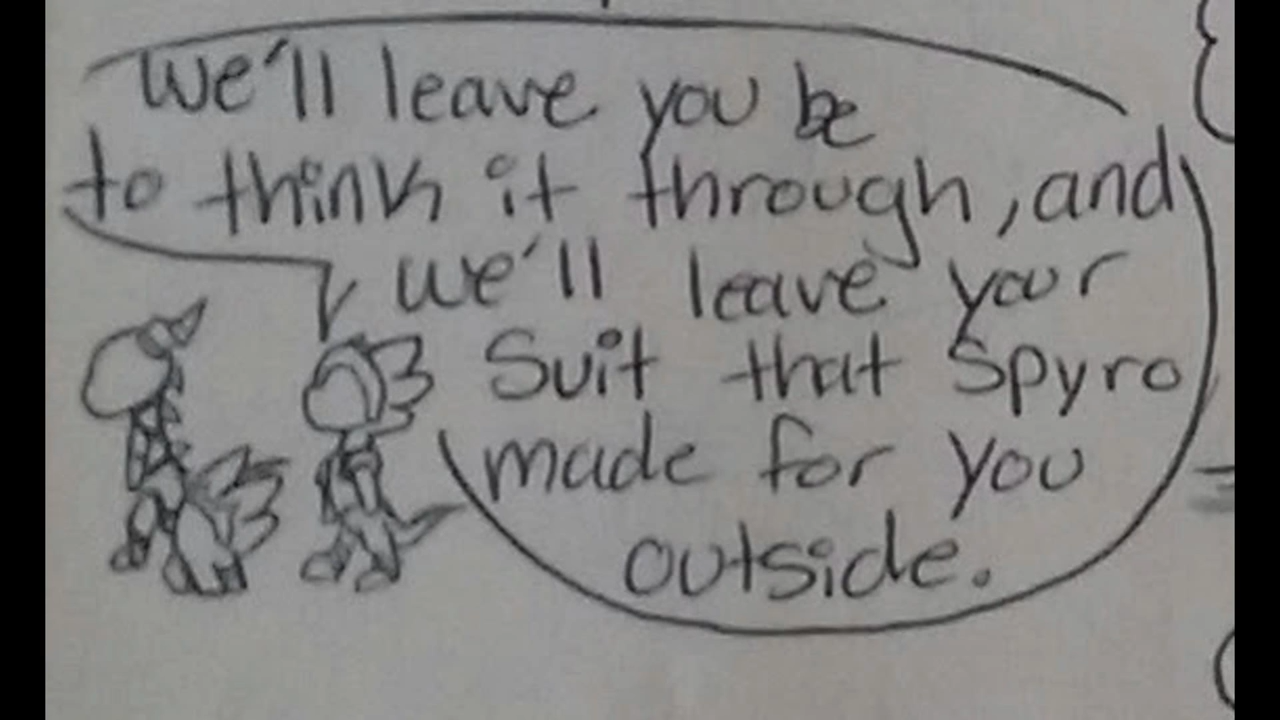 We'll leave you be
to think it through, and
we'll leave your
Suit that Spyro
made for you
outside.